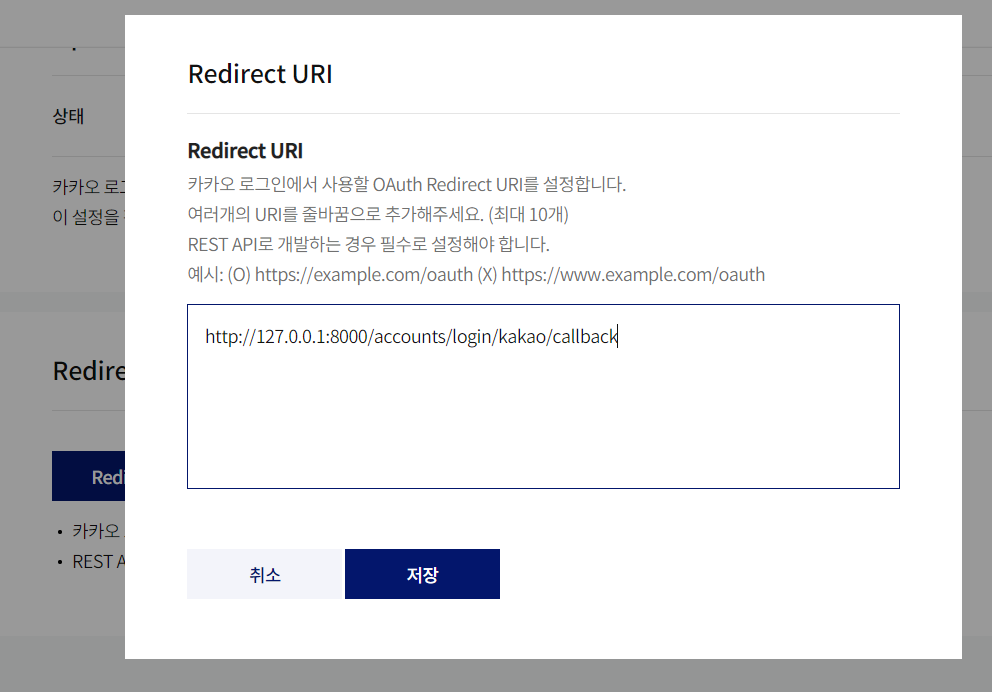 Redirect URI
상태
Redirect URI
카카오 로그인에서 사용할 OAuth Redirect URI를 설정합니다.
여러개의 URI를 줄바꿈으로 추가해주세요. (최대 10개)
REST API로 개발하는 경우 필수로 설정해야 합니다.
예시: (O) https://example.com/oauth (X) https://www.example.com/oauth
카카오
이 설정을
http://127.0.0.1:8000/accounts/login/kakao/callback
Redire
Redi
• 카카오
• REST A
취소
저장